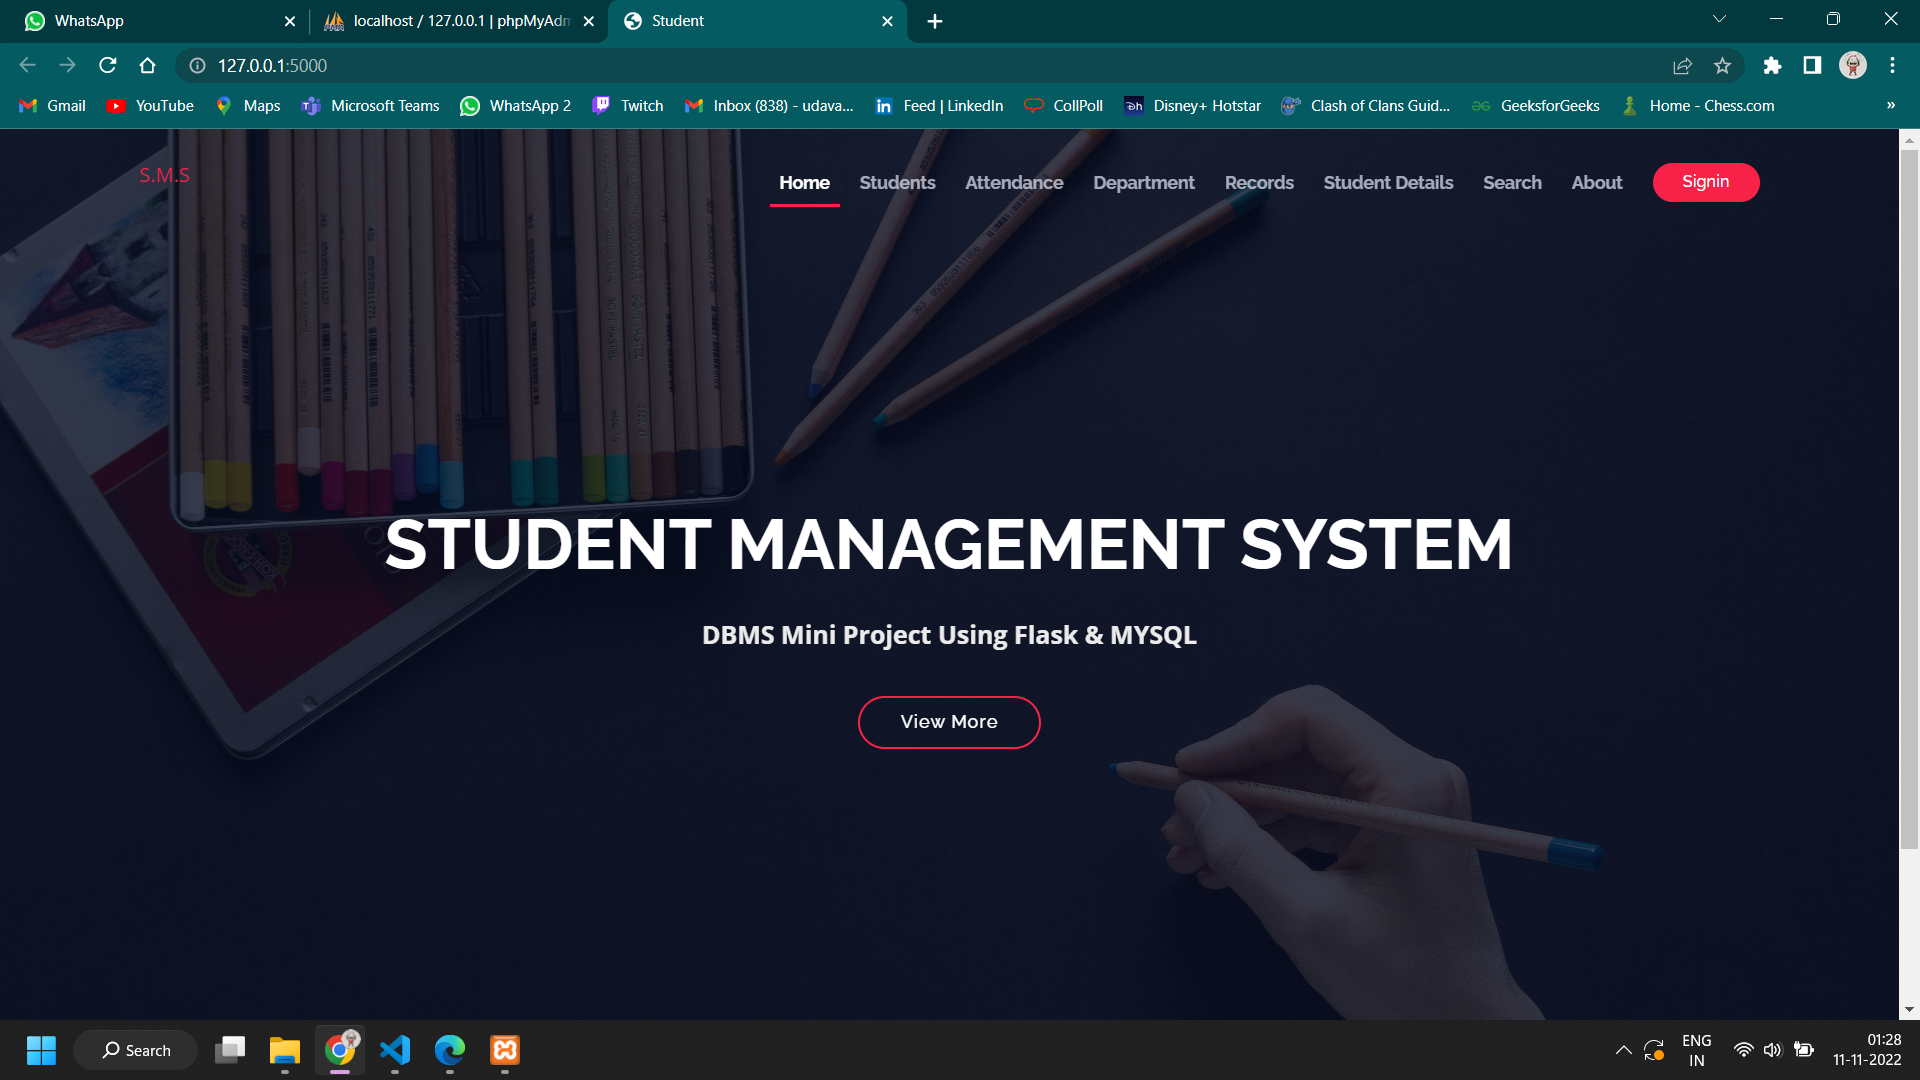 WhatsApp
localhost / 127.0.0.1 | phpMyAdm
Student
127.0.0.1:5000
Gmail
YouTube
Maps
Microsoft Teams
WhatsApp 2
Twitch
Inbox (838) - udava...
Feed | LinkedIn
CollPoll
Disney+ Hotstar
Clash of Clans Guid...
GeeksforGeeks
Home - Chess.com
»
S.M.S
Home
Students
Attendance
Department
Records
Student Details
Search
About
Signin
STUDENT MANAGEMENT SYSTEM
DBMS Mini Project Using Flask & MYSQL
View More
Search
ENG
IN
01:28
11-11-2022